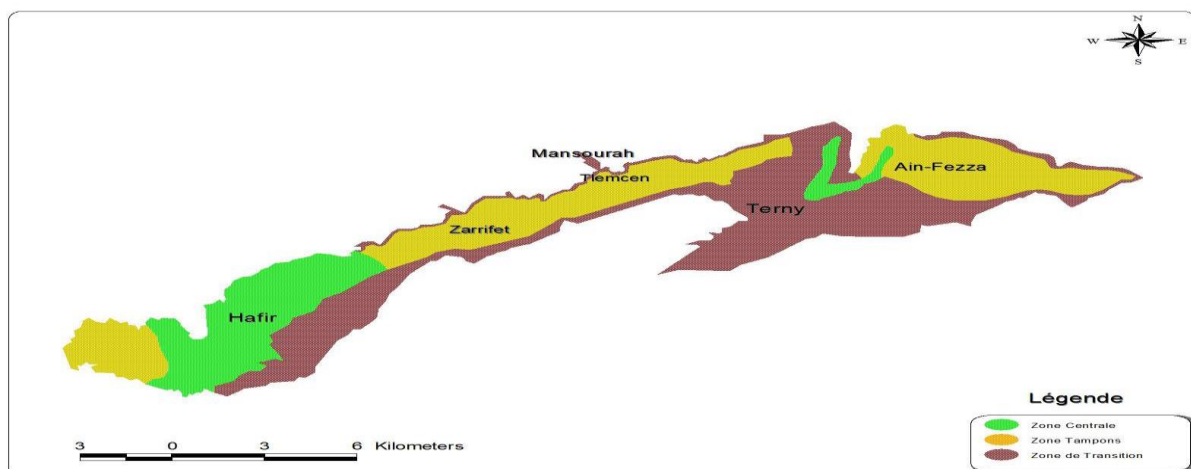 N
W E
S
Mansourah
Tlemcen
Ain-Fezza
Terny
Zarrifet
Hafir
Légende
Zone Centrale
Zone Tampons
Zone de Transition
3 0 3 6 Kilometers